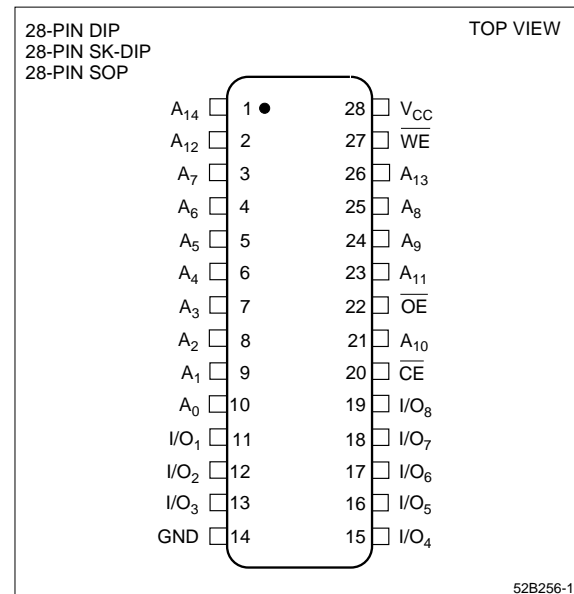 28-PIN DIP
28-PIN SK-DIP
28-PIN SOP
TOP VIEW
A14 1 28 VCC
A12 2 27 W̅E̅
A7 3 26 A13
A6 4 25 A8
A5 5 24 A9
A4 6 23 A11
A3 7 22 O̅E̅
A2 8 21 A10
A1 9 20 C̅E̅
A0 10 19 I/O8
I/O1 11 18 I/O7
I/O2 12 17 I/O6
I/O3 13 16 I/O5
GND 14 15 I/O4
52B256-1